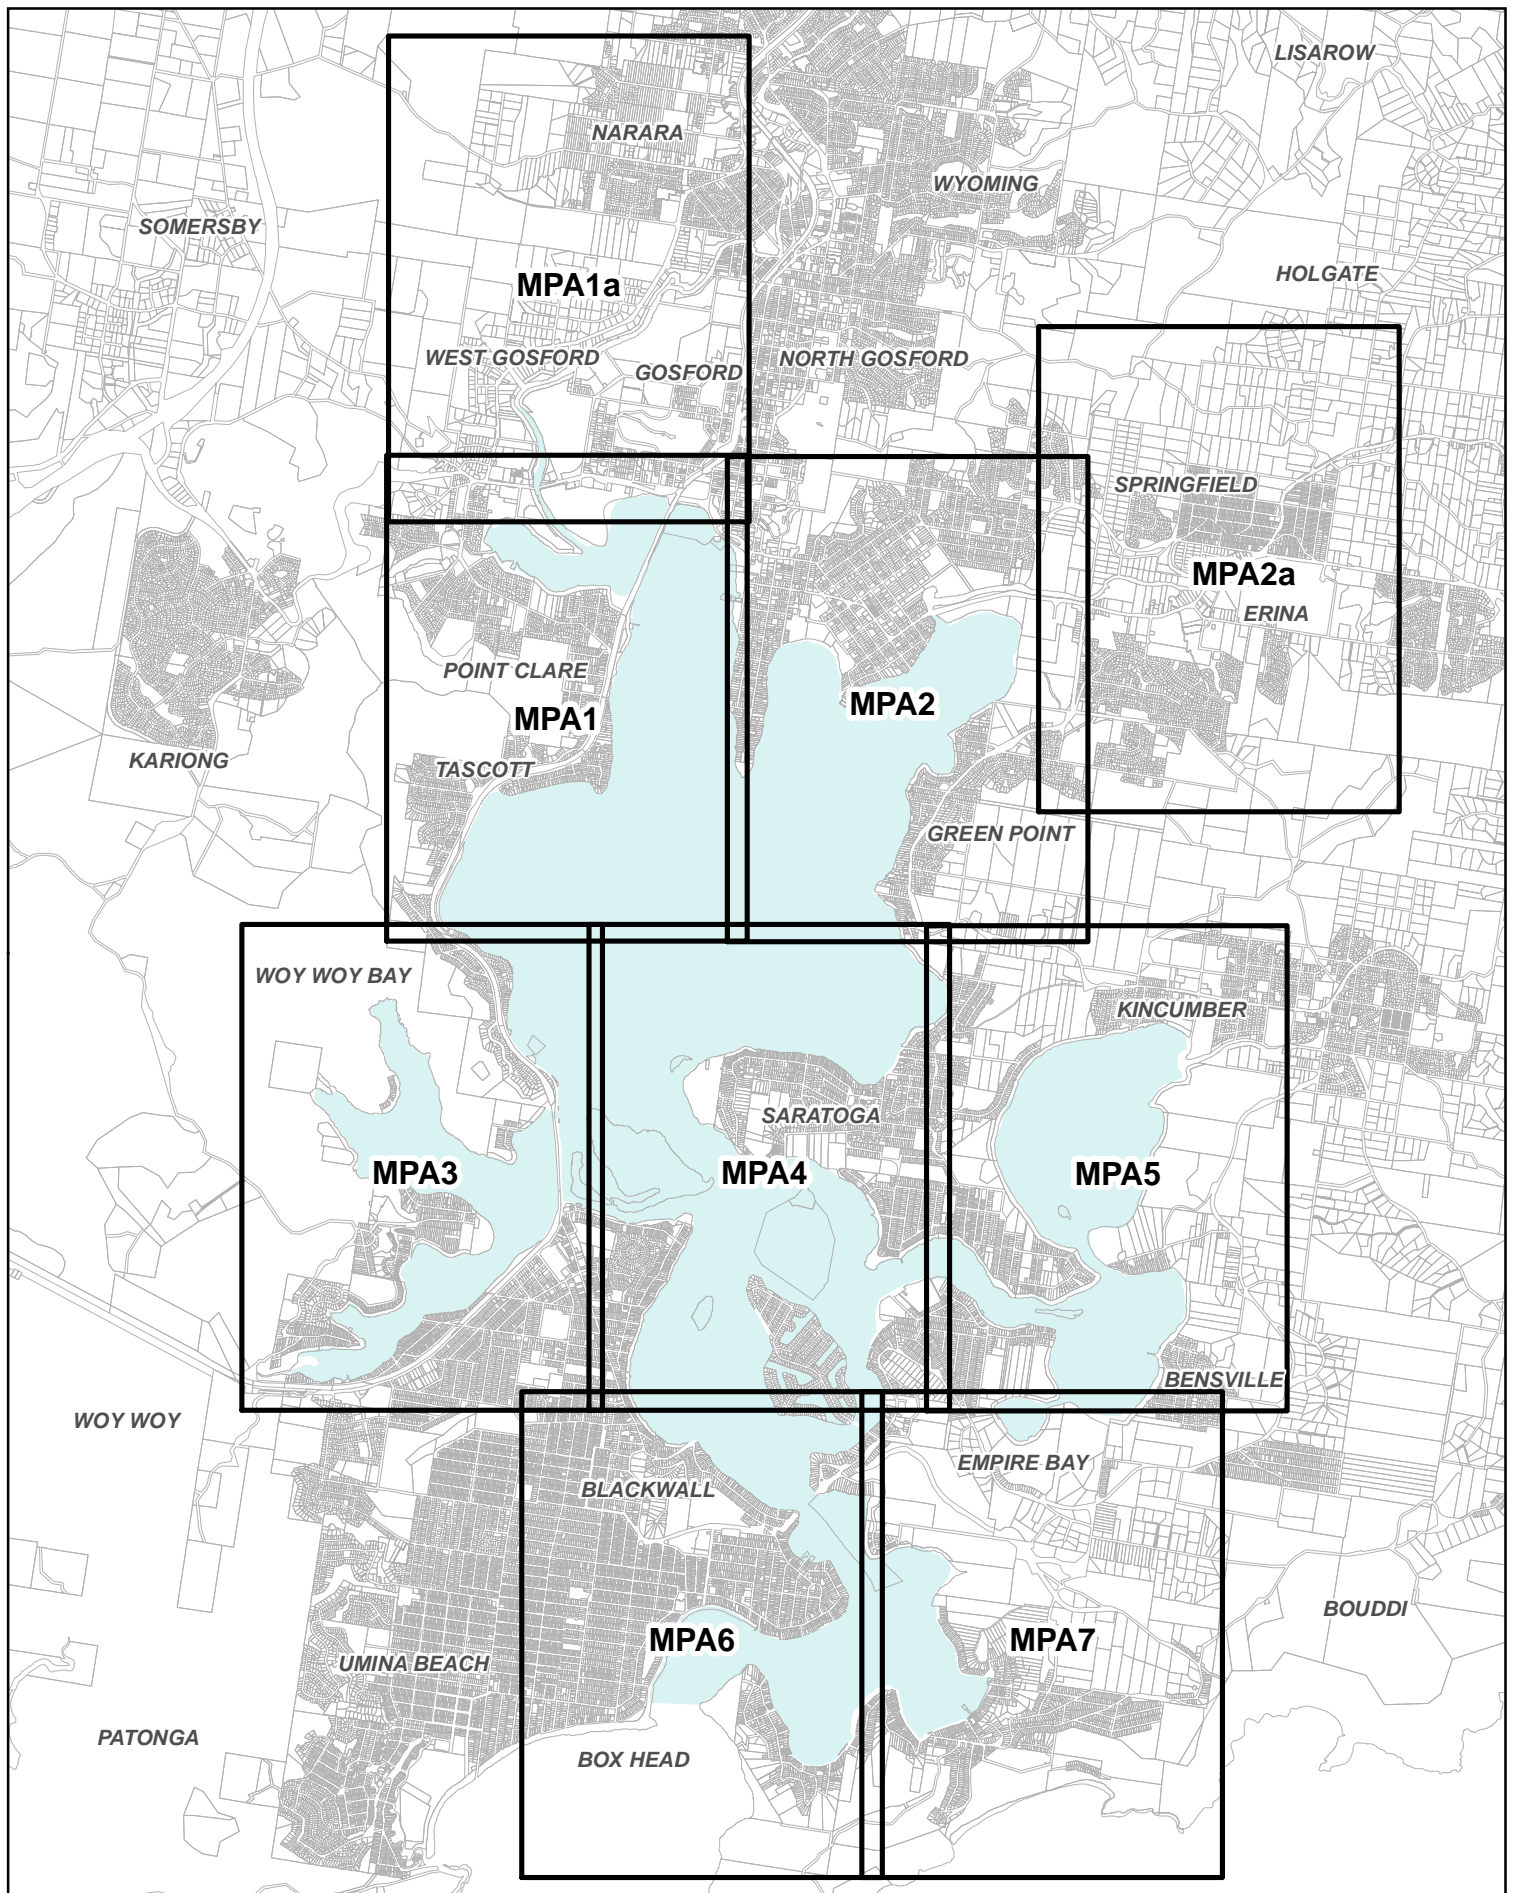 LISAROW
NARARA
WYOMING
SOMERSBY
HOLGATE
MPA1a
WEST GOSFORD
GOSFORD
NORTH GOSFORD
SPRINGFIELD
MPA2a
ERINA
POINT CLARE
MPA1
MPA2
KARIONG
TASCOTT
GREEN POINT
WOY WOY BAY
KINCUMBER
SARATOGA
MPA3
MPA4
MPA5
BENSVILLE
WOY WOY
EMPIRE BAY
BLACKWALL
BOUDDI
MPA6
MPA7
UMINA BEACH
PATONGA
BOX HEAD